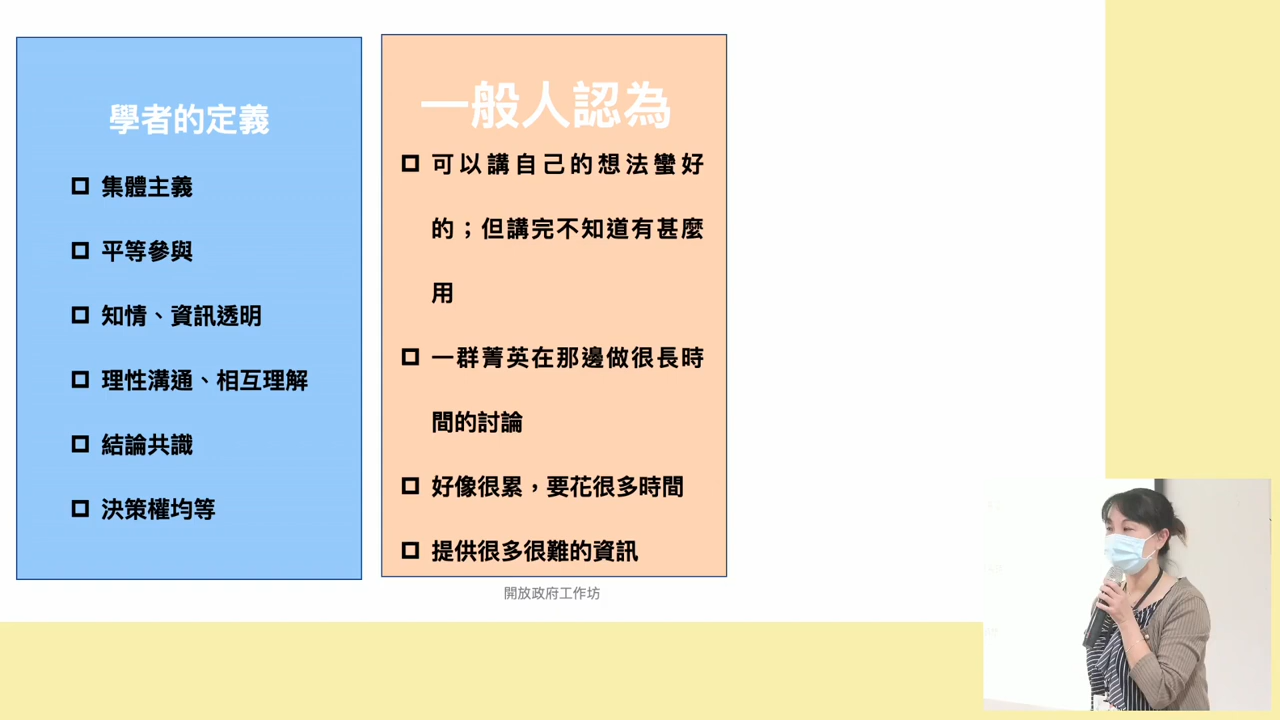 學者的定義
集體主義
平等參與
知情、資訊透明
理性溝通、相互理解
結論共識
決策權均等
一般人認為
可以講自己的想法蠻好
的；但講完不知道有甚麼
用
一群菁英在那邊做很長時
間的討論
好像很累，要花很多時間
提供很多很難的資訊
開放政府工作坊